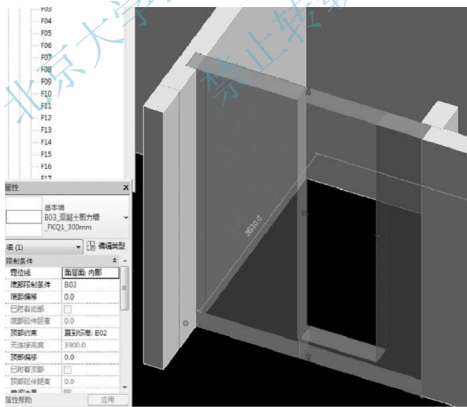 北京大学
禁止转
F03
F04
F05
F06
F07
F08
F09
F10
F11
F12
F13
F14
F15
F16
F17
属性
×
基本墙
B03_混凝土剪力墙
_FKQ1_300mm
墙 (1)
编辑类型
限制条件
定位线 面层面: 内部
底部限制条件 B03
底部偏移 0.0
已附着底部
底部延伸距离 0.0
顶部约束 直到标高: B02
无连接高度 3900.0
顶部偏移 0.0
已附着顶部
顶部延伸距离 0.0
属性帮助
应用